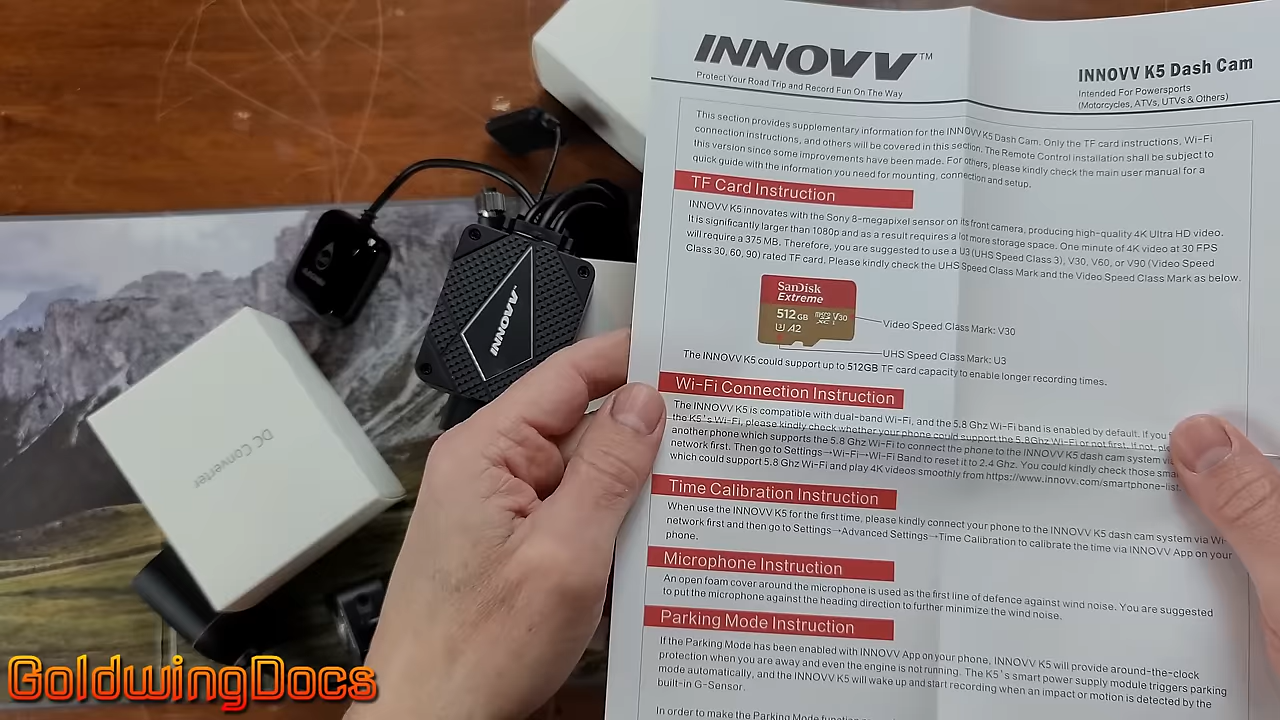 INNOVV™
Protect Your Road Trip and Record Fun On The Way
INNOVV K5 Dash Cam
Intended For Powersports
(Motorcycles, ATVs, UTVs & Others)
This section provides supplementary information for the INNOVV K5 Dash Cam. Only the TF card instructions, Wi-Fi
connection instructions, and others will be covered in this section. The Remote Control installation shall be subject to
this version since some improvements have been made. For others, please kindly check the main user manual for a
quick guide with the information you need for mounting, connection and setup.
TF Card Instruction
INNOVV K5 innovates with the Sony 8-megapixel sensor on its front camera, producing high-quality 4K Ultra HD video.
It is significantly larger than 1080p and as a result requires a lot more storage space. One minute of 4K video at 30 FPS
will require a 375 MB. Therefore, you are suggested to use a U3 (UHS Speed Class 3), V30, V60, or V90 (Video Speed
Class 30, 60, 90) rated TF card. Please kindly check the UHS Speed Class Mark and the Video Speed Class Mark as below.
SanDisk
Extreme
512 GB micro XC I V30
3 A2
Video Speed Class Mark: V30
UHS Speed Class Mark: U3
The INNOVV K5 could support up to 512GB TF card capacity to enable longer recording times.
Wi-Fi Connection Instruction
The INNOVV K5 is compatible with dual-band Wi-Fi, and the 5.8 Ghz Wi-Fi band is enabled by default. If you
the K5's Wi-Fi, please kindly check whether your phone could support the 5.8Ghz Wi-Fi or not first. If not,
another phone which supports the 5.8 Ghz Wi-Fi to connect the phone to the INNOVV K5 dash cam system via
network first. Then go to Settings→Wi-Fi→Wi-Fi Band to reset it to 2.4 Ghz. You could kindly check those
which could support 5.8 Ghz Wi-Fi and play 4K videos smoothly from https://www.innovv.com/smartphone-list.
Time Calibration Instruction
When use the INNOVV K5 for the first time, please kindly connect your phone to the INNOVV K5 dash cam system via Wi-
network first and then go to Settings→Advanced Settings→Time Calibration to calibrate the time via INNOVV App on your
phone.
Microphone Instruction
An open foam cover around the microphone is used as the first line of defence against wind noise. You are suggested
to put the microphone against the heading direction to further minimize the wind noise.
Parking Mode Instruction
If the Parking Mode has been enabled with INNOVV App on your phone, INNOVV K5 will provide around-the-clock
protection when you are away and even the engine is not running. The K5's smart power supply module triggers parking
mode automatically, and the INNOVV K5 will wake up and start recording when an impact or motion is detected by the
built-in G-Sensor.
In order to make the Parking Mode function
INNOVV
DC Converter
GoldwingDocs